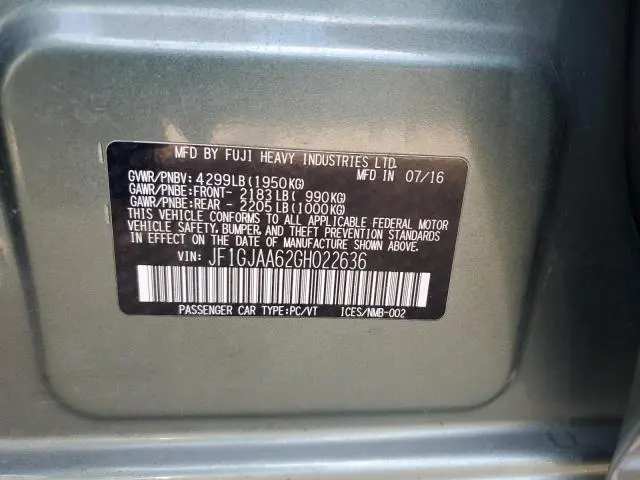 MFD BY FUJI HEAVY INDUSTRIES LTD.
GVWR/PNBV: 4299LB(1950KG) MFD IN 07/16
GAWR/PNBE:FRONT- 2183LB( 990KG)
GAWR/PNBE:REAR - 2205LB(1000KG)
THIS VEHICLE CONFORMS TO ALL APPLICABLE FEDERAL MOTOR
VEHICLE SAFETY, BUMPER, AND THEFT PREVENTION STANDARDS
IN EFFECT ON THE DATE OF MANUFACTURE SHOWN ABOVE.
VIN: JF1GJAA62GH022636
PASSENGER CAR TYPE:PC/VT ICES/NMB-002